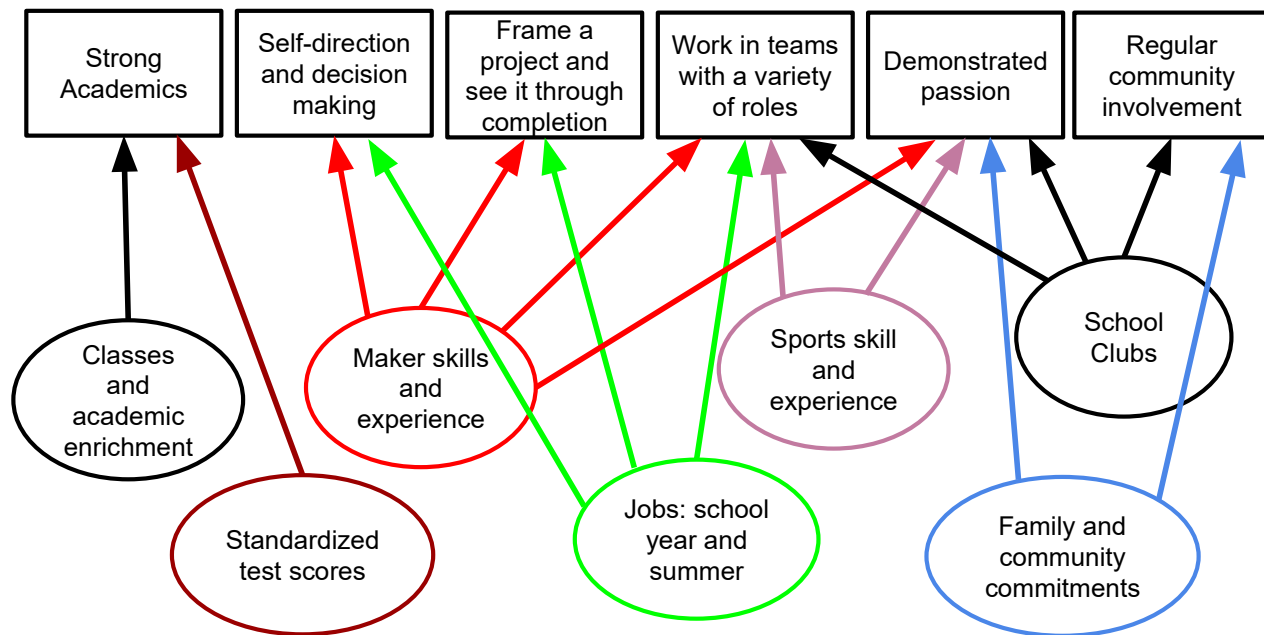 Strong
Academics
Self-direction
and decision
making
Frame a
project and
see it through
completion
Work in teams
with a variety
of roles
Demonstrated
passion
Regular
community
involvement
Classes
and
academic
enrichment
Maker skills
and
experience
Sports skill
and
experience
School
Clubs
Standardized
test scores
Jobs: school
year and
summer
Family and
community
commitments